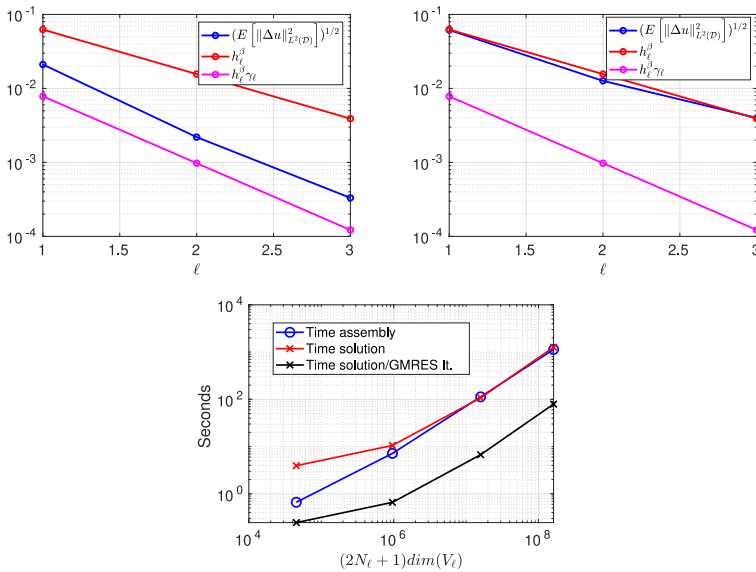 10^{-1}
10^{-2}
10^{-3}
10^{-4}
1
1.5
2
2.5
3
ℓ
(E [‖Δu‖²_{L²(𝒟)}])^{1/2}
h_ℓ^β
h_ℓ^β γ_ℓ
10^{-1}
10^{-2}
10^{-3}
10^{-4}
1
1.5
2
2.5
3
ℓ
(E [‖Δu‖²_{L²(𝒟)}])^{1/2}
h_ℓ^β
h_ℓ^β γ_ℓ
10^4
10^2
10^0
Seconds
Time assembly
Time solution
Time solution/GMRES It.
10^4
10^6
10^8
(2N_ℓ + 1)dim(V_ℓ)